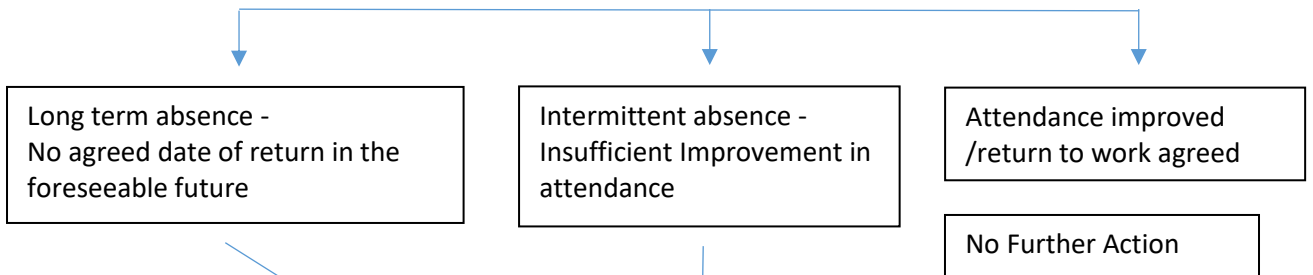 Long term absence -
No agreed date of return in the
foreseeable future
Intermittent absence -
Insufficient Improvement in
attendance
Attendance improved
/return to work agreed
No Further Action